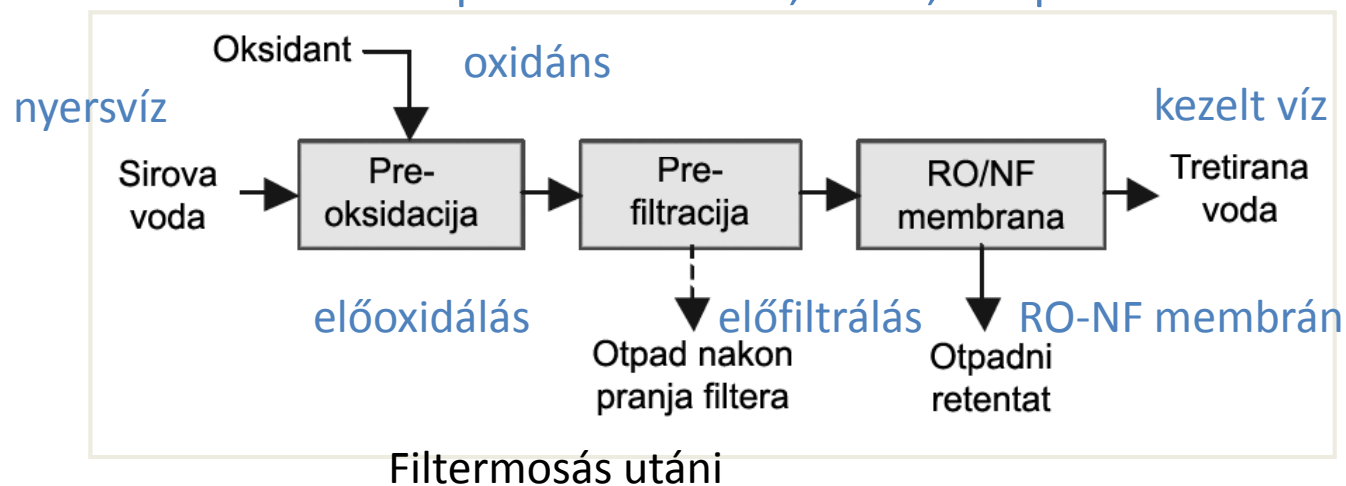 Oksidant
oxidáns
nyersvíz
kezelt víz
Sirova
voda
Pre-
oksidacija
Pre-
filtracija
RO/NF
membrana
Tretirana
voda
előoxidálás
előfiltrálás
RO-NF membrán
Otpad nakon
pranja filtera
Otpadni
retentat
Filtermosás utáni